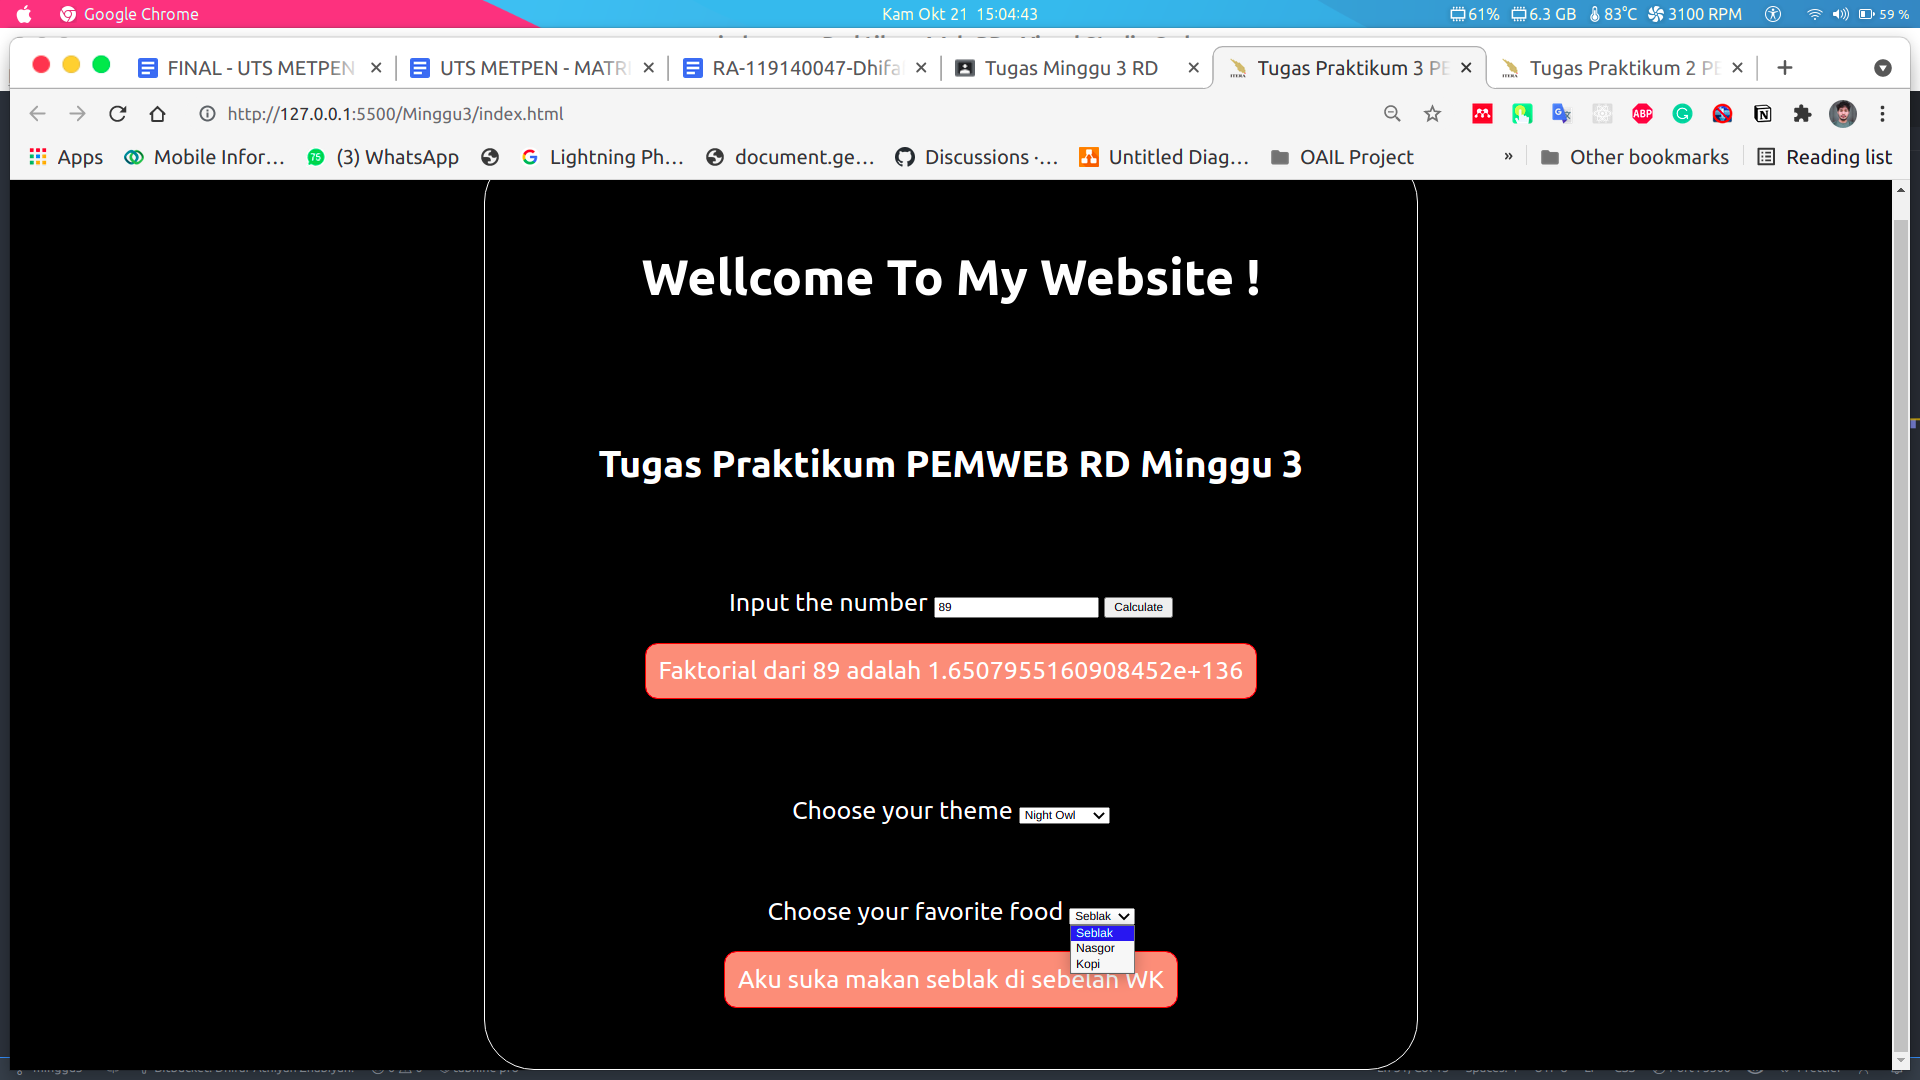 Google Chrome
Kam Okt 21 15:04:43
61% 6.3 GB 83°C 3100 RPM 59 %
FINAL - UTS METPEN
UTS METPEN - MATRI
RA-119140047-Dhifa
Tugas Minggu 3 RD
Tugas Praktikum 3 PE
Tugas Praktikum 2 PE
http://127.0.0.1:5500/Minggu3/index.html
ABP
Apps
Mobile Infor...
75
(3) WhatsApp
Lightning Ph...
document.ge...
Discussions ·...
Untitled Diag...
OAIL Project
»
Other bookmarks
Reading list
Wellcome To My Website !
Tugas Praktikum PEMWEB RD Minggu 3
Input the number 89 Calculate
Faktorial dari 89 adalah 1.6507955160908452e+136
Choose your theme Night Owl
Choose your favorite food Seblak
Seblak
Nasgor
Kopi
Aku suka makan seblak di sebelah WK